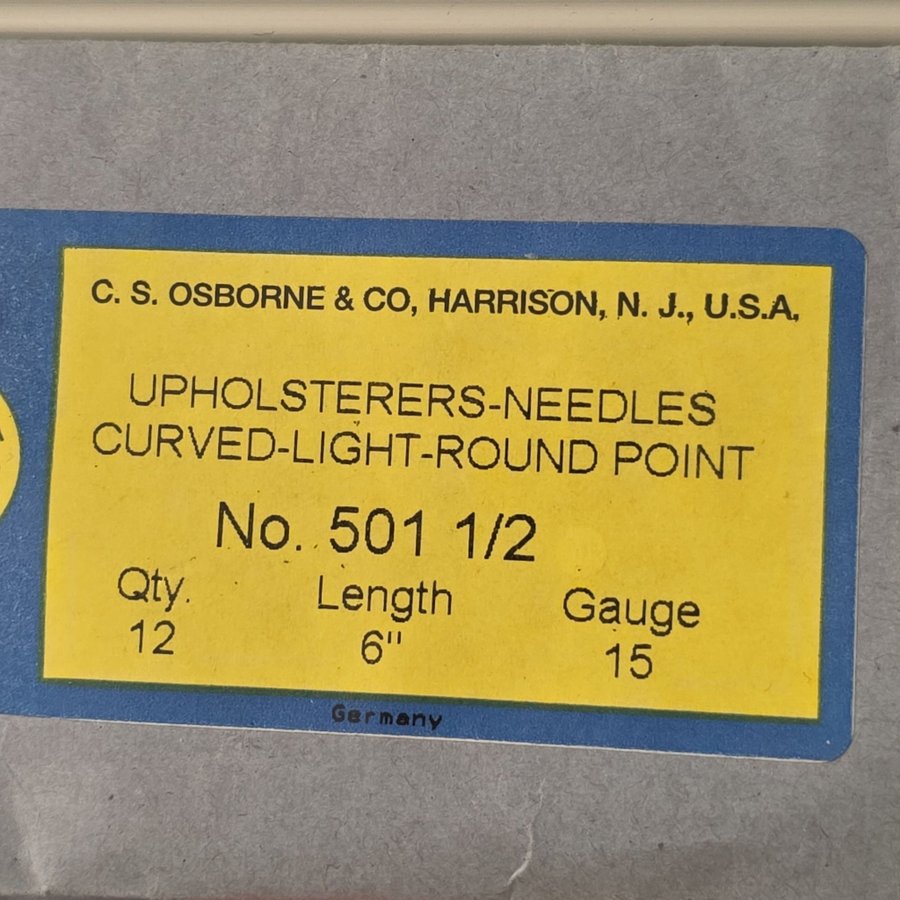 C. S. OSBORNE & CO, HARRISON, N. J., U.S.A,
UPHOLSTERERS-NEEDLES
CURVED-LIGHT-ROUND POINT
No. 501 1/2
Qty. Length Gauge
12 6" 15
Germany